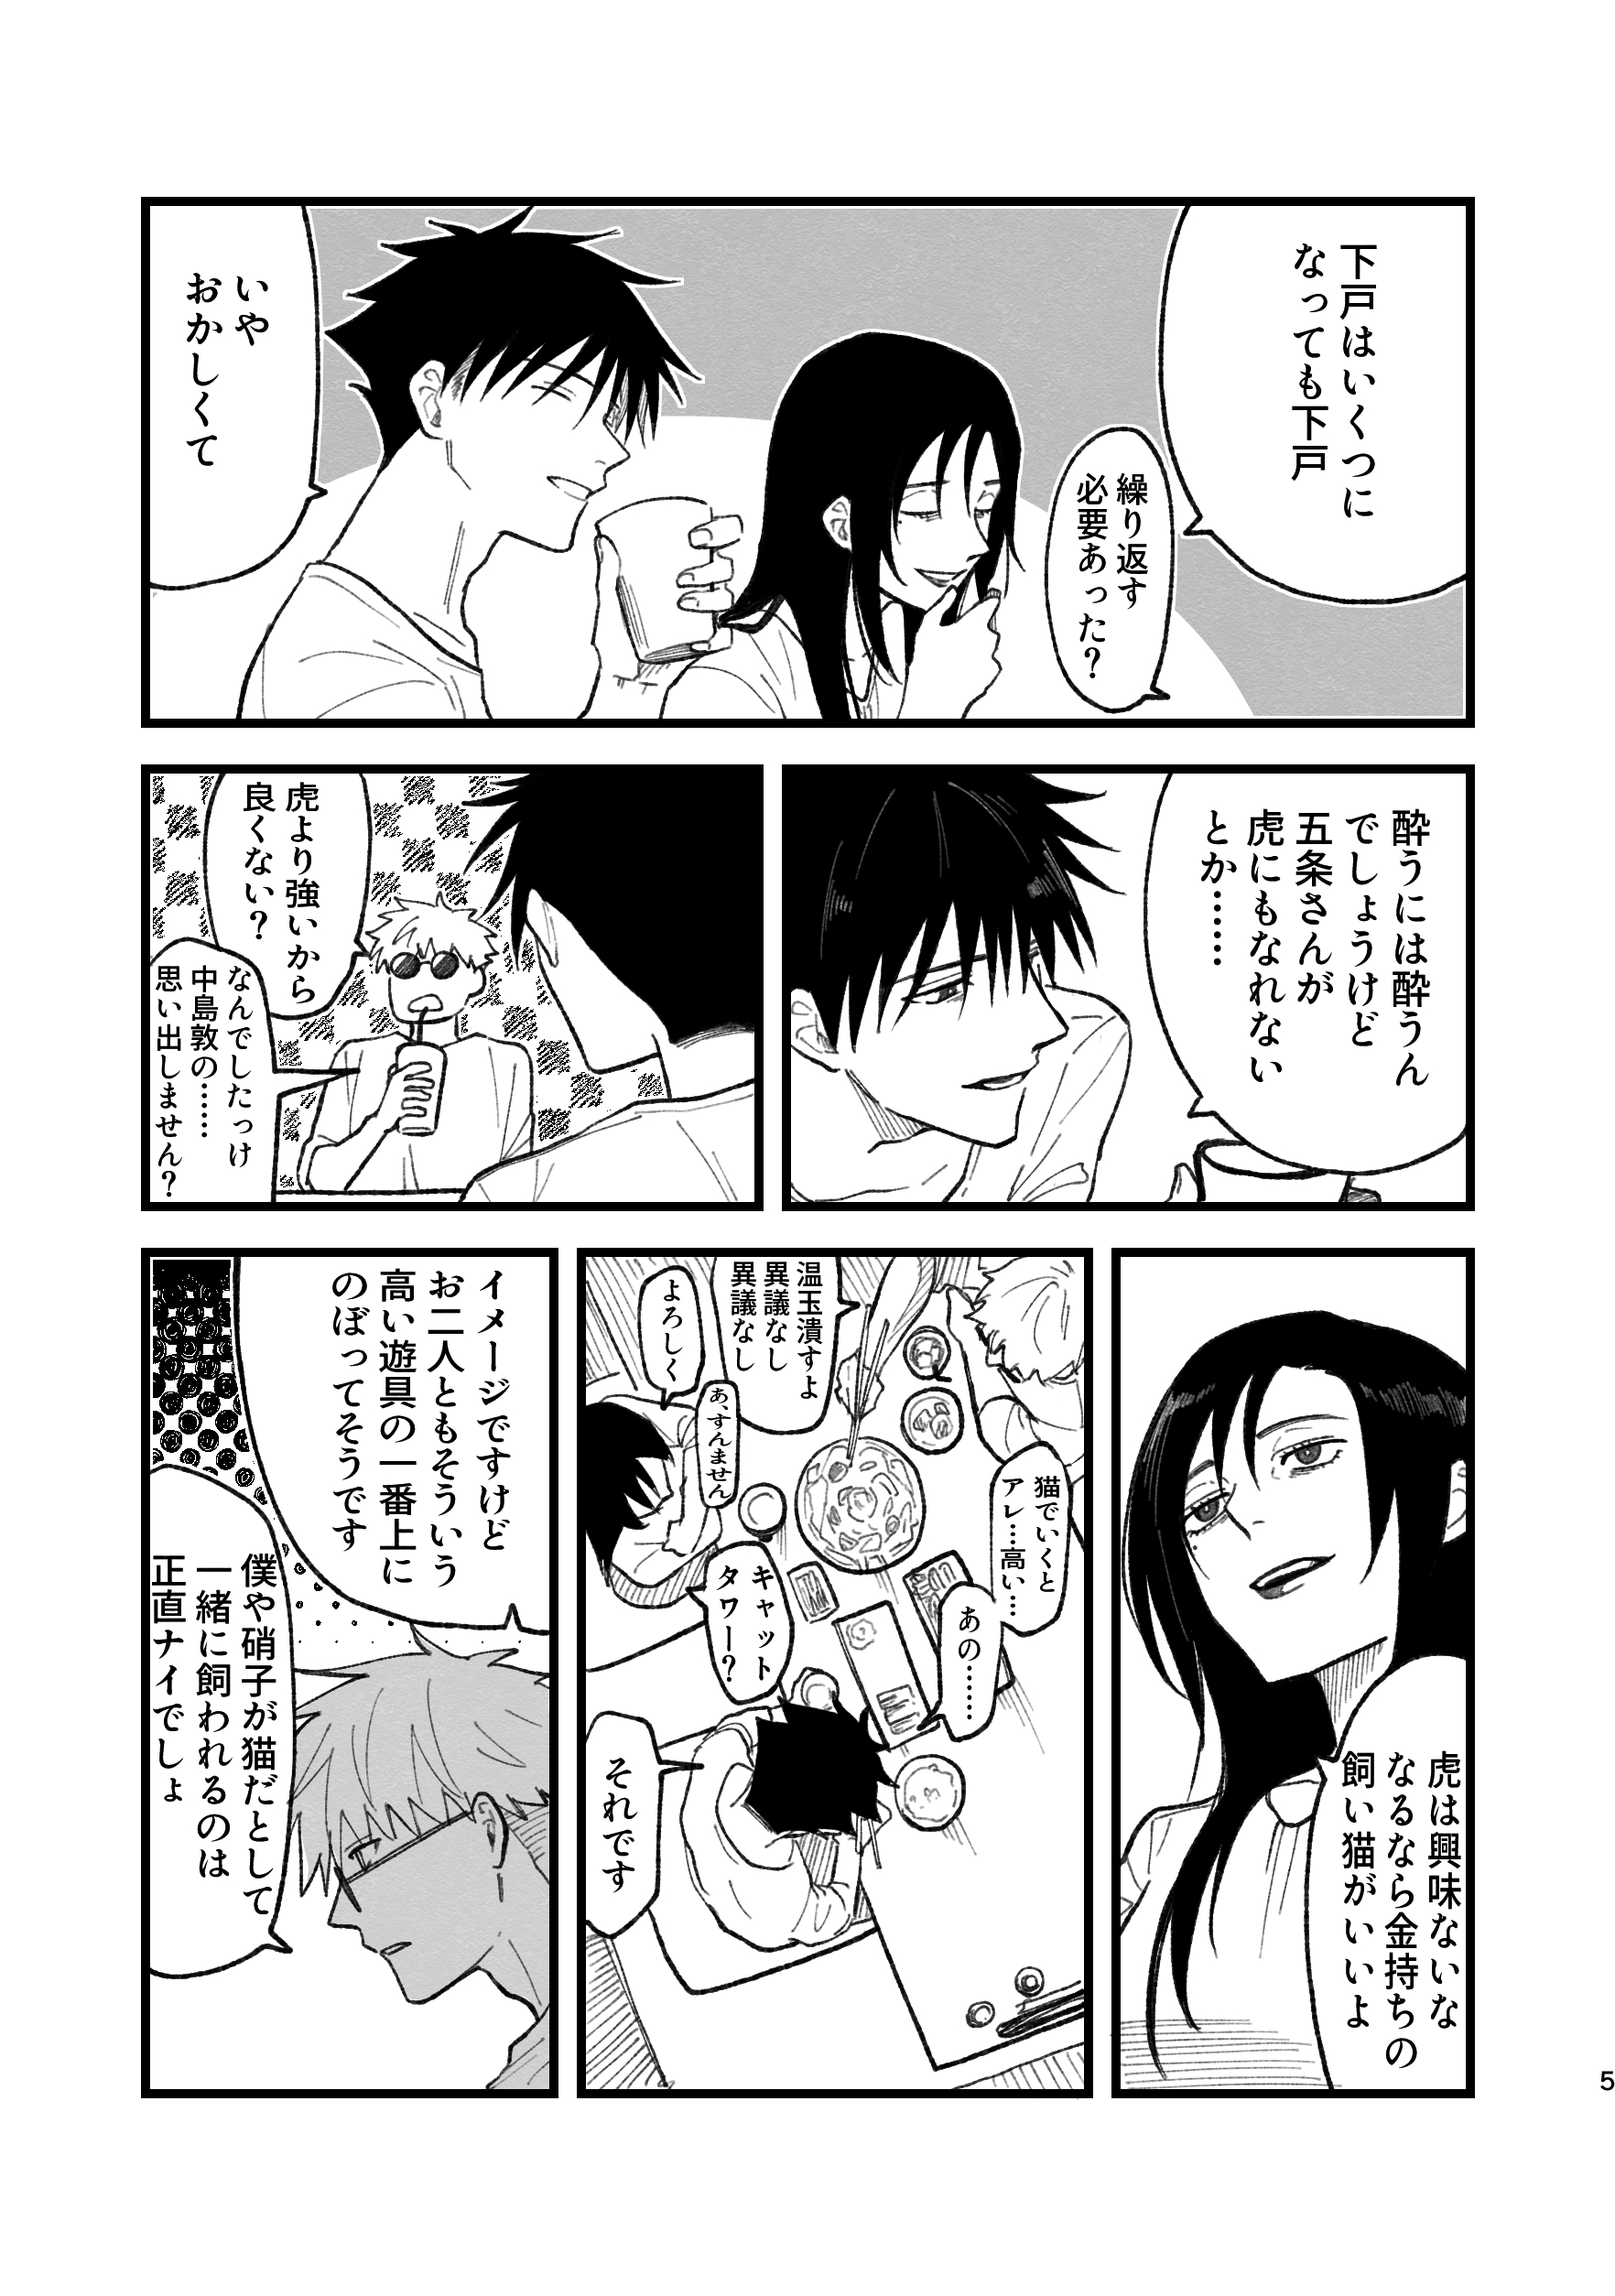 下戸はいくつに
なっても下戸
繰り返す
必要あった?
いや
おかしくて
酔うには酔うん
でしょうけど
五条さんが
虎にもなれない
とか……
虎より強いから
良くない?
なんでしたっけ
中島敦の……
思い出しません?
虎は興味ないな
なるなら金持ちの
飼い猫がいいよ
温玉潰すよ
異議なし
異議なし
よろしく
あ、すんません
猫でいくと
アレ…高い…
あの……
キャット
タワー?
それです
イメージですけど
お二人ともそういう
高い遊具の一番上に
のぼってそうです
僕や硝子が猫だとして
一緒に飼われるのは
正直ナイでしょ
5